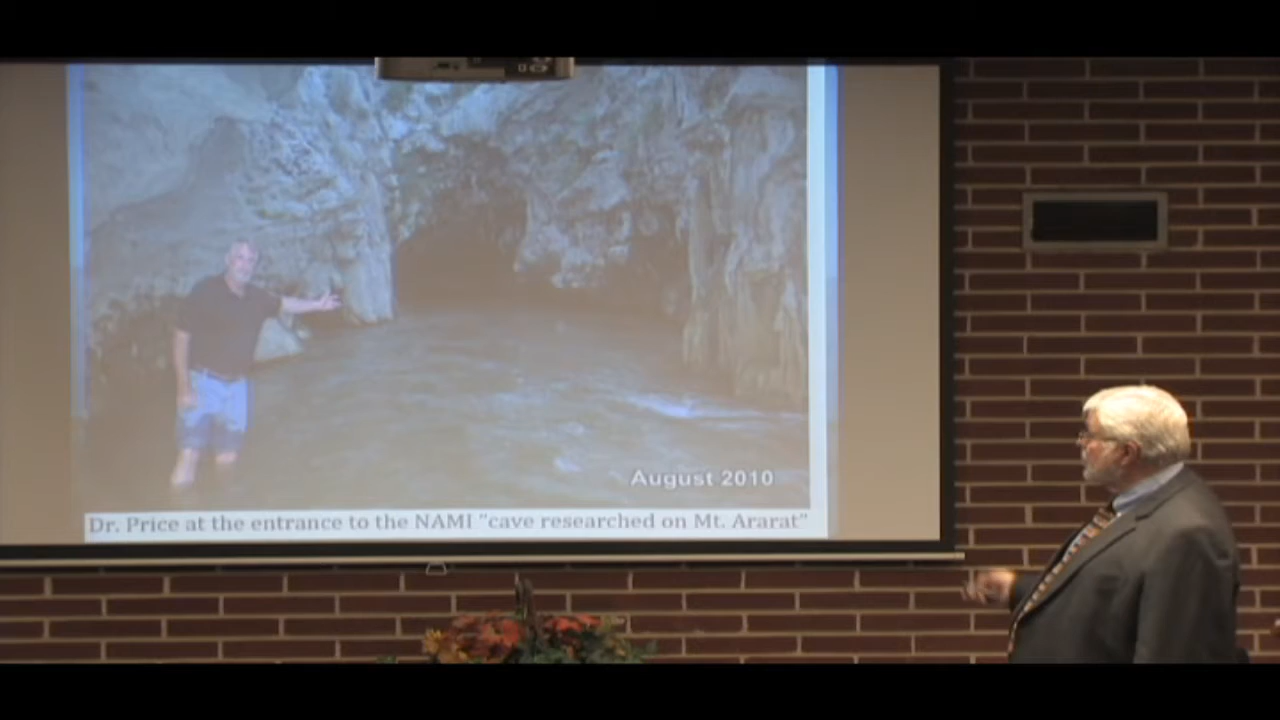 August 2010
Dr. Price at the entrance to the NAMI "cave researched on Mt. Ararat"